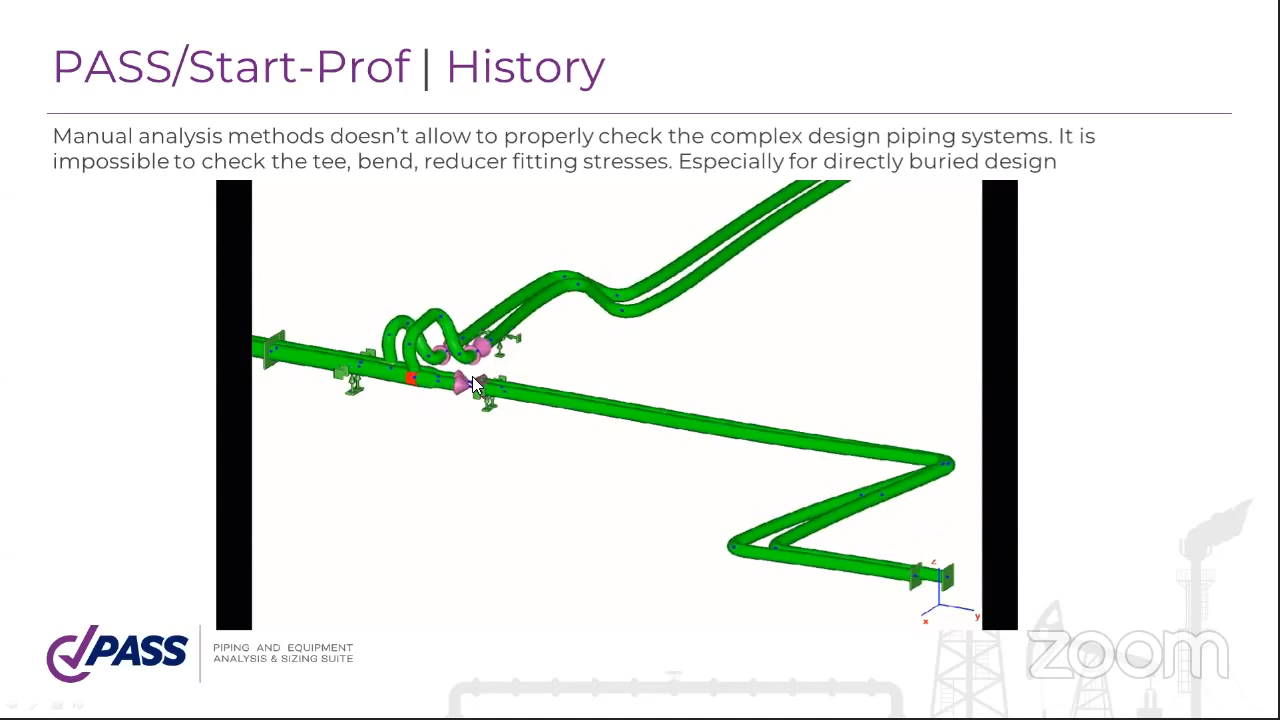 PASS/Start-Prof | History
Manual analysis methods doesn't allow to properly check the complex design piping systems. It is
impossible to check the tee, bend, reducer fitting stresses. Especially for directly buried design
z
x
y
PASS
PIPING AND EQUIPMENT
ANALYSIS & SIZING SUITE
zoom